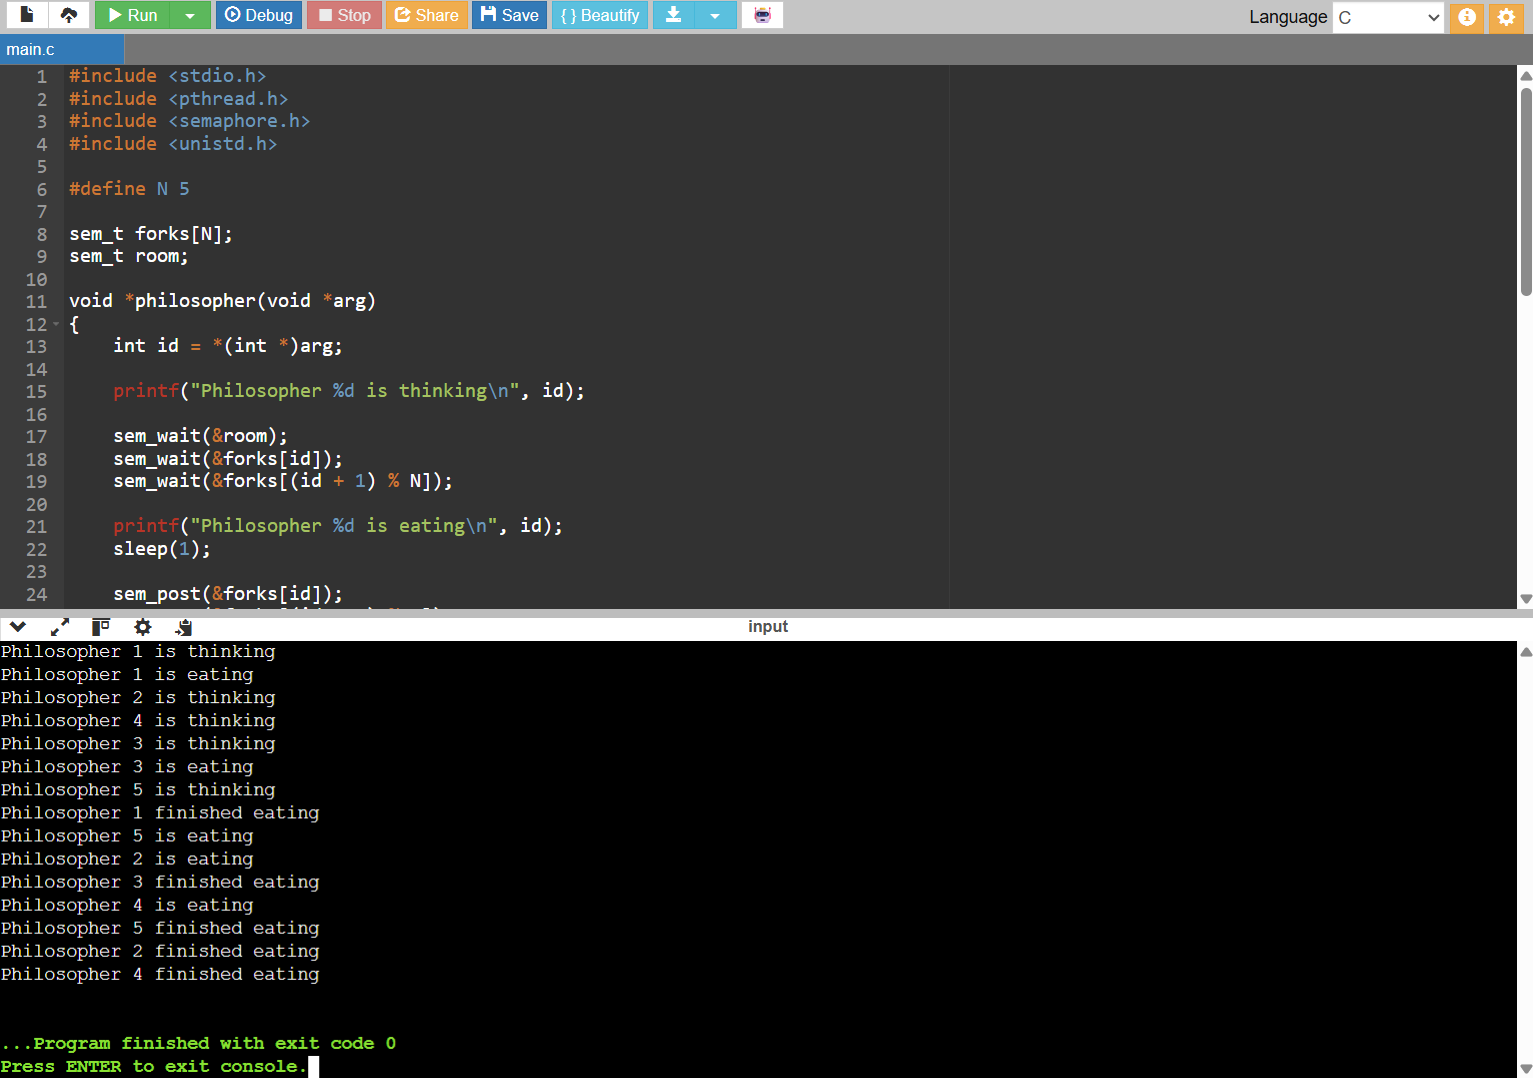 Run Debug Stop Share Save { } Beautify Language C
main.c
1 #include <stdio.h>
2 #include <pthread.h>
3 #include <semaphore.h>
4 #include <unistd.h>
5
6 #define N 5
7
8 sem_t forks[N];
9 sem_t room;
10
11 void *philosopher(void *arg)
12 {
13     int id = *(int *)arg;
14
15     printf("Philosopher %d is thinking\n", id);
16
17     sem_wait(&room);
18     sem_wait(&forks[id]);
19     sem_wait(&forks[(id + 1) % N]);
20
21     printf("Philosopher %d is eating\n", id);
22     sleep(1);
23
24     sem_post(&forks[id]);
input
Philosopher 1 is thinking
Philosopher 1 is eating
Philosopher 2 is thinking
Philosopher 4 is thinking
Philosopher 3 is thinking
Philosopher 3 is eating
Philosopher 5 is thinking
Philosopher 1 finished eating
Philosopher 5 is eating
Philosopher 2 is eating
Philosopher 3 finished eating
Philosopher 4 is eating
Philosopher 5 finished eating
Philosopher 2 finished eating
Philosopher 4 finished eating
...Program finished with exit code 0
Press ENTER to exit console.